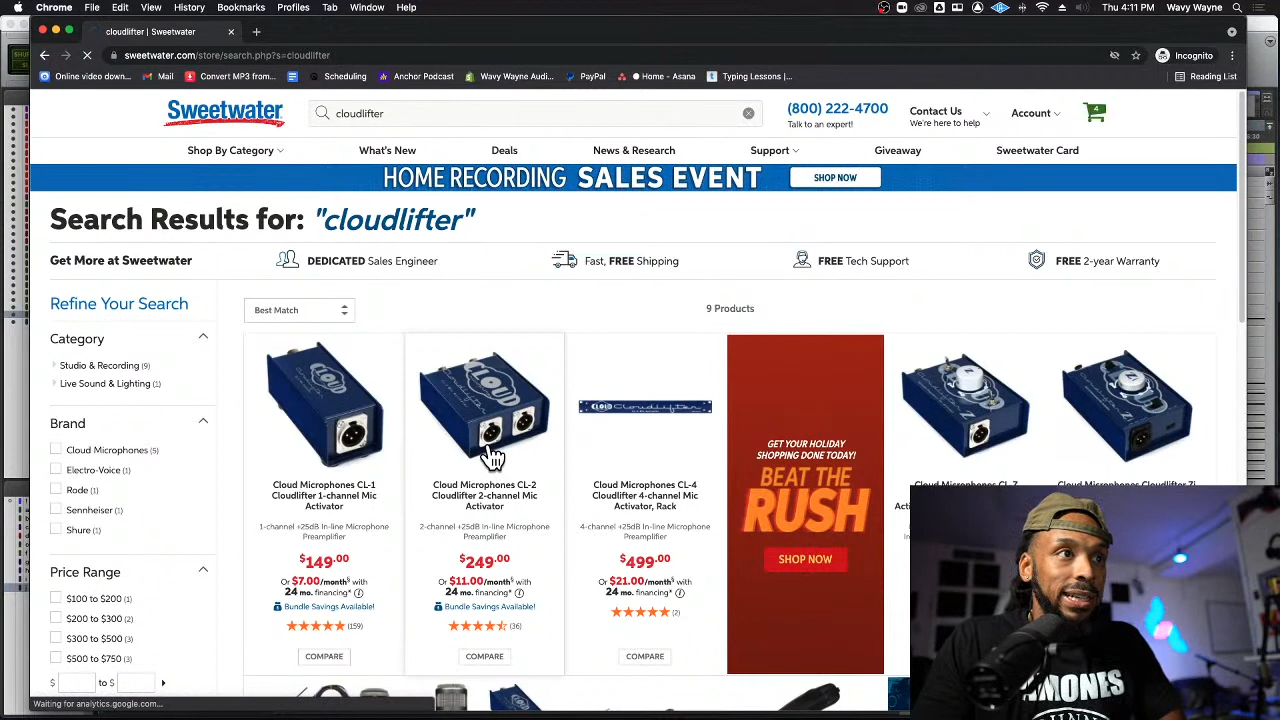 Chrome File Edit View History Bookmarks Profiles Tab Window Help Thu 4:11 PM Wavy Wayne
cloudlifter | Sweetwater
sweetwater.com/store/search.php?s=cloudlifter Incognito
Online video down... Mail Convert MP3 from... Scheduling Anchor Podcast Wavy Wayne Audi... PayPal Home - Asana Typing Lessons |... Reading List
Sweetwater cloudlifter (800) 222-4700 Contact Us Account 4
Talk to an expert! We're here to help
Shop By Category What's New Deals News & Research Support Giveaway Sweetwater Card
HOME RECORDING SALES EVENT SHOP NOW
Search Results for: "cloudlifter"
Get More at Sweetwater DEDICATED Sales Engineer Fast, FREE Shipping FREE Tech Support FREE 2-year Warranty
Refine Your Search
Best Match 9 Products
Category
Studio & Recording (9)
Live Sound & Lighting (1)
Brand
Cloud Microphones (5)
Electro-Voice (1)
Rode (1)
Sennheiser (1)
Shure (1)
Price Range
$100 to $200 (1)
$200 to $300 (2)
$300 to $500 (3)
$500 to $750 (3)
$ to $
Cloud Microphones CL-1
Cloudlifter 1-channel Mic
Activator
1-channel +25dB In-line Microphone
Preamplifier
$149.00
Or $7.00/month§ with
24 mo. financing*
Bundle Savings Available!
(159)
COMPARE
Cloud Microphones CL-2
Cloudlifter 2-channel Mic
Activator
2-channel +25dB In-line Microphone
Preamplifier
$249.00
Or $11.00/month§ with
24 mo. financing*
Bundle Savings Available!
(36)
COMPARE
Cloudlifter
Cloud Microphones CL-4
Cloudlifter 4-channel Mic
Activator, Rack
4-channel +25dB In-line Microphone
Preamplifier
$499.00
Or $21.00/month§ with
24 mo. financing*
(2)
COMPARE
GET YOUR HOLIDAY
SHOPPING DONE TODAY!
BEAT THE
RUSH
SHOP NOW
Cloud Microphones CL-Z
Cloud Microphones Cloudlifter Zi
Waiting for analytics.google.com...